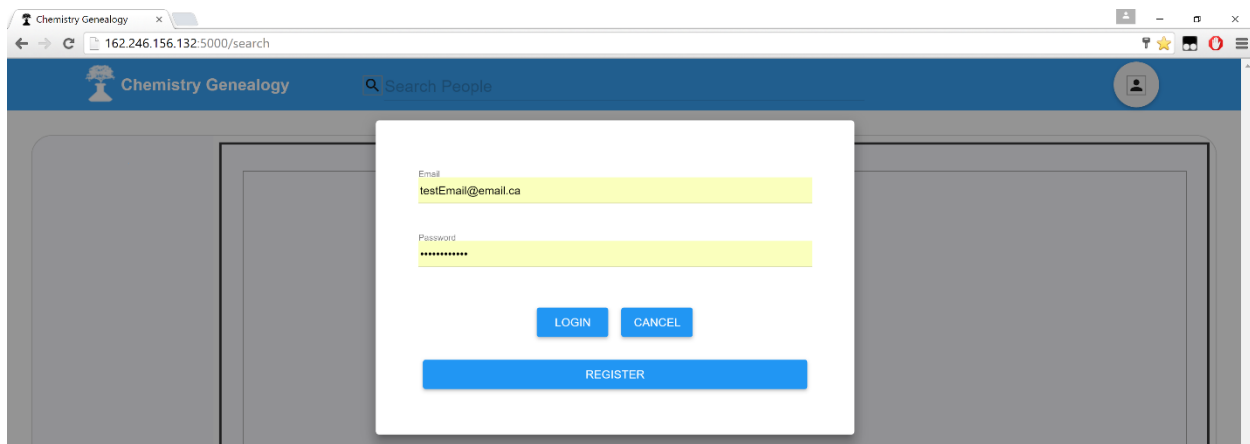 Chemistry Genealogy
162.246.156.132:5000/search
Chemistry Genealogy
Search People
Email
testEmail@email.ca
Password
••••••••••••
LOGIN CANCEL
REGISTER